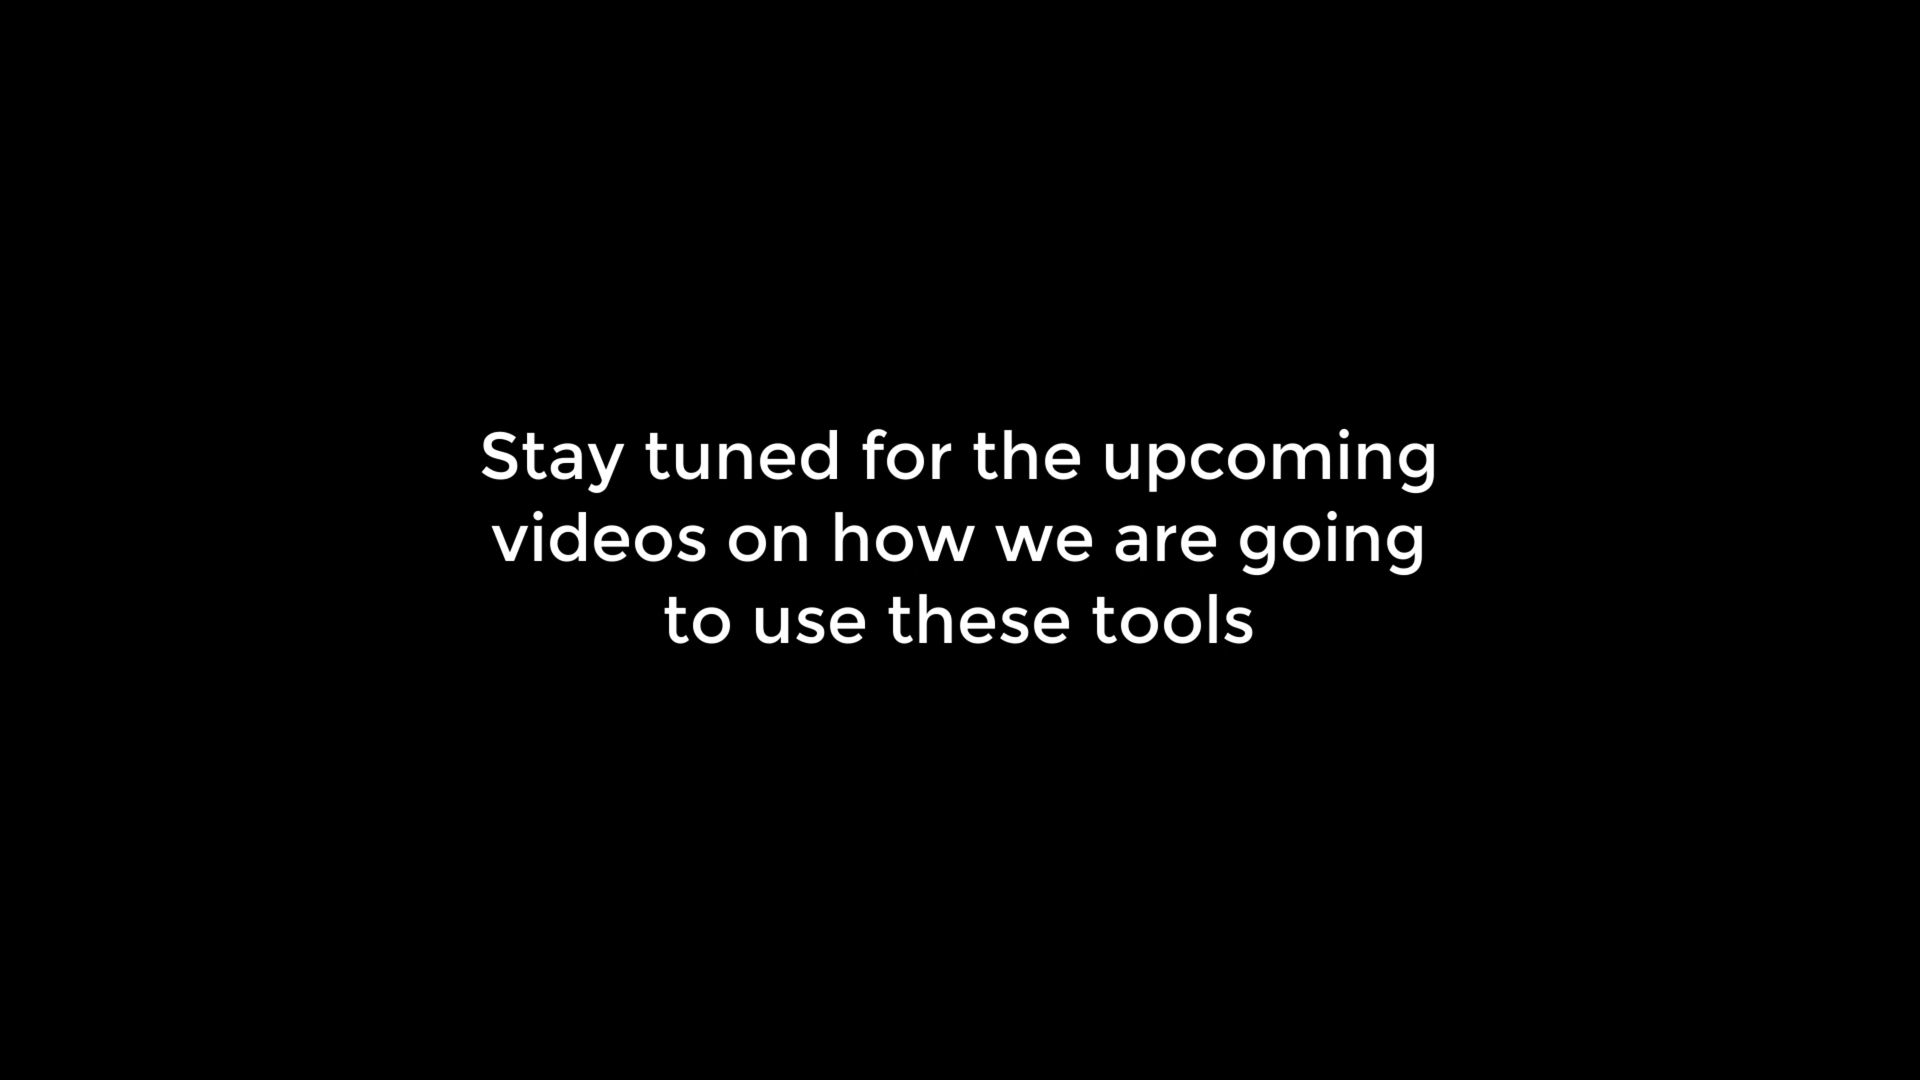 Stay tuned for the upcoming
videos on how we are going
to use these tools